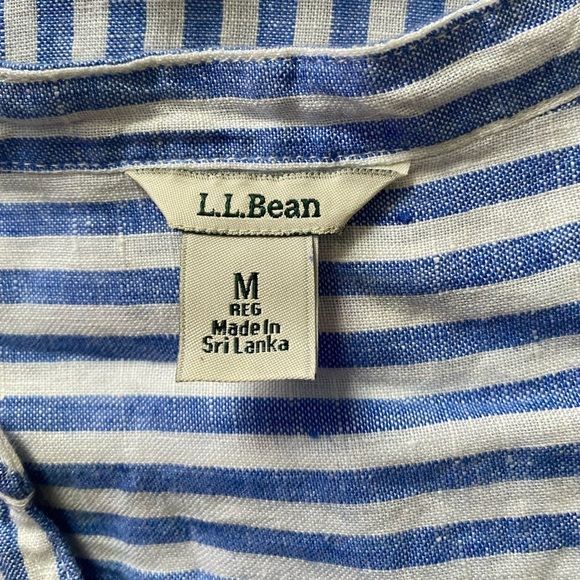 L.L.Bean
M
REG
Made In
Sri Lanka